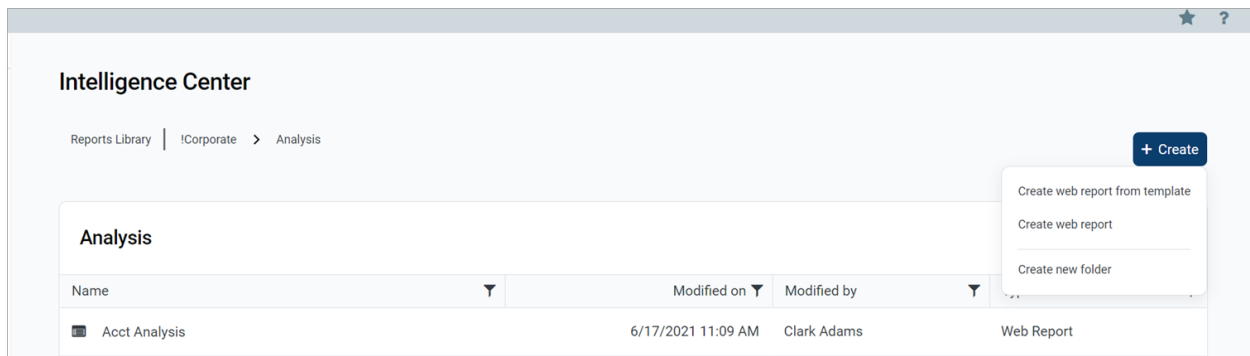 ?
Intelligence Center
Reports Library | !Corporate > Analysis
+ Create
Create web report from template
Create web report
Create new folder
Analysis
Name Modified on Modified by
Acct Analysis 6/17/2021 11:09 AM Clark Adams Web Report